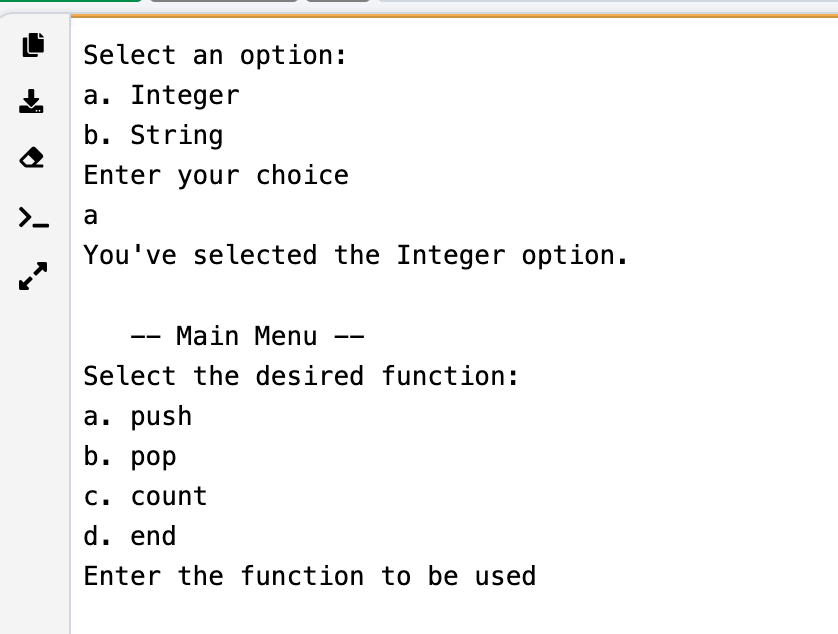 Select an option:
a. Integer
b. String
Enter your choice
a
You've selected the Integer option.
-- Main Menu --
Select the desired function:
a. push
b. pop
c. count
d. end
Enter the function to be used